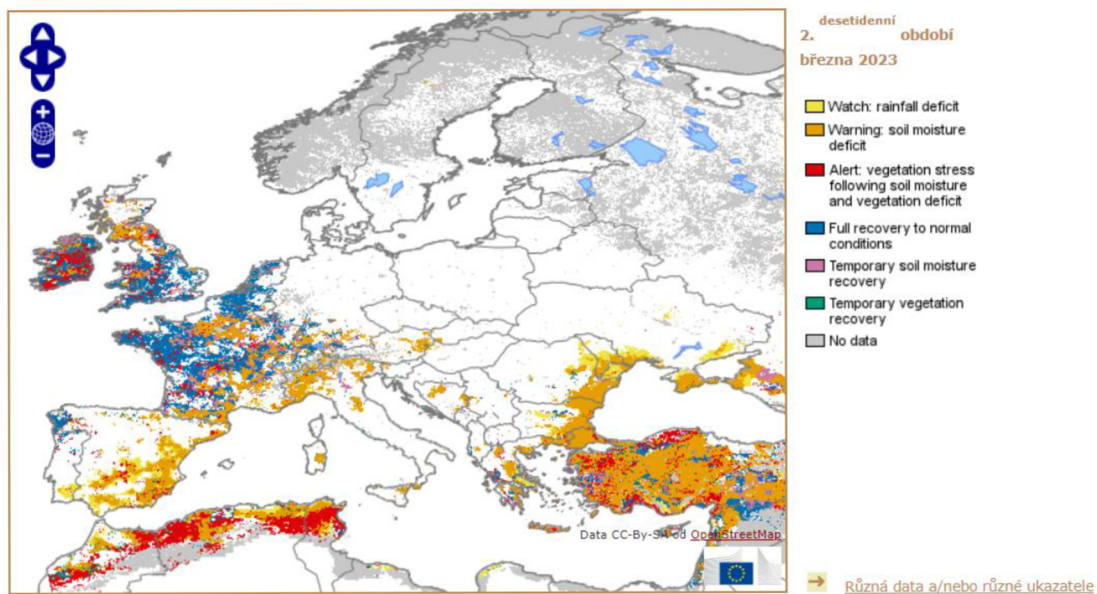 2. desetidenní období
března 2023
Watch: rainfall deficit
Warning: soil moisture
deficit
Alert: vegetation stress
following soil moisture
and vegetation deficit
Full recovery to normal
conditions
Temporary soil moisture
recovery
Temporary vegetation
recovery
No data
Data CC-By-SA od OpenStreetMap
Různá data a/nebo různé ukazatele